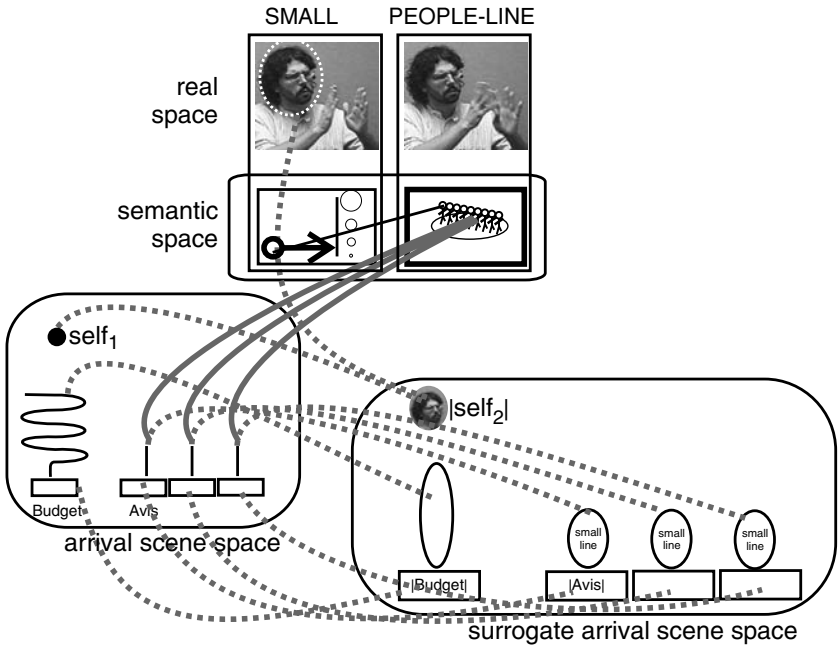 SMALL PEOPLE-LINE
real
space
semantic
space
self₁
|self₂|
Budget Avis
arrival scene space
small
line
small
line
small
line
|Budget| |Avis|
surrogate arrival scene space